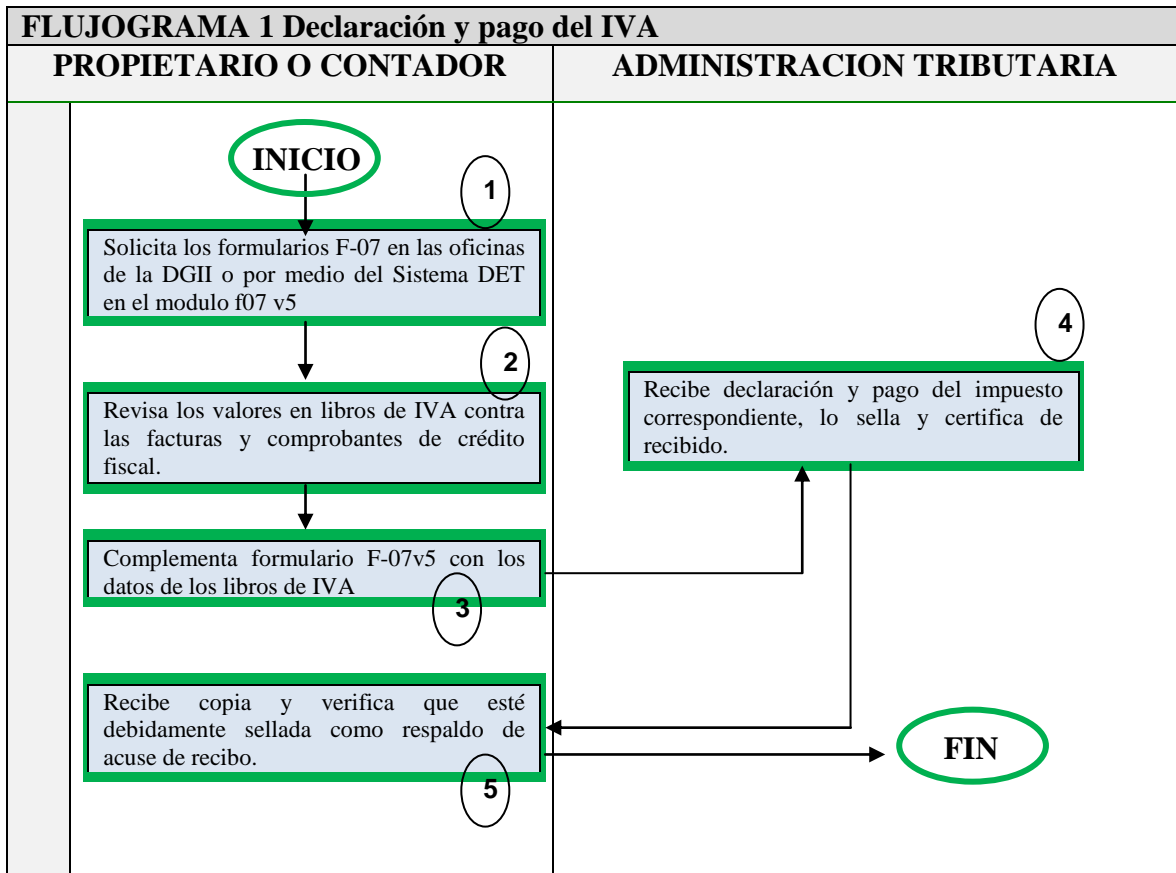 FLUJOGRAMA 1 Declaración y pago del IVA
PROPIETARIO O CONTADOR
ADMINISTRACION TRIBUTARIA
INICIO
1
Solicita los formularios F-07 en las oficinas
de la DGII o por medio del Sistema DET
en el modulo f07 v5
2
Revisa los valores en libros de IVA contra
las facturas y comprobantes de crédito
fiscal.
Complementa formulario F-07v5 con los
datos de los libros de IVA
3
4
Recibe declaración y pago del impuesto
correspondiente, lo sella y certifica de
recibido.
Recibe copia y verifica que esté
debidamente sellada como respaldo de
acuse de recibo.
5
FIN